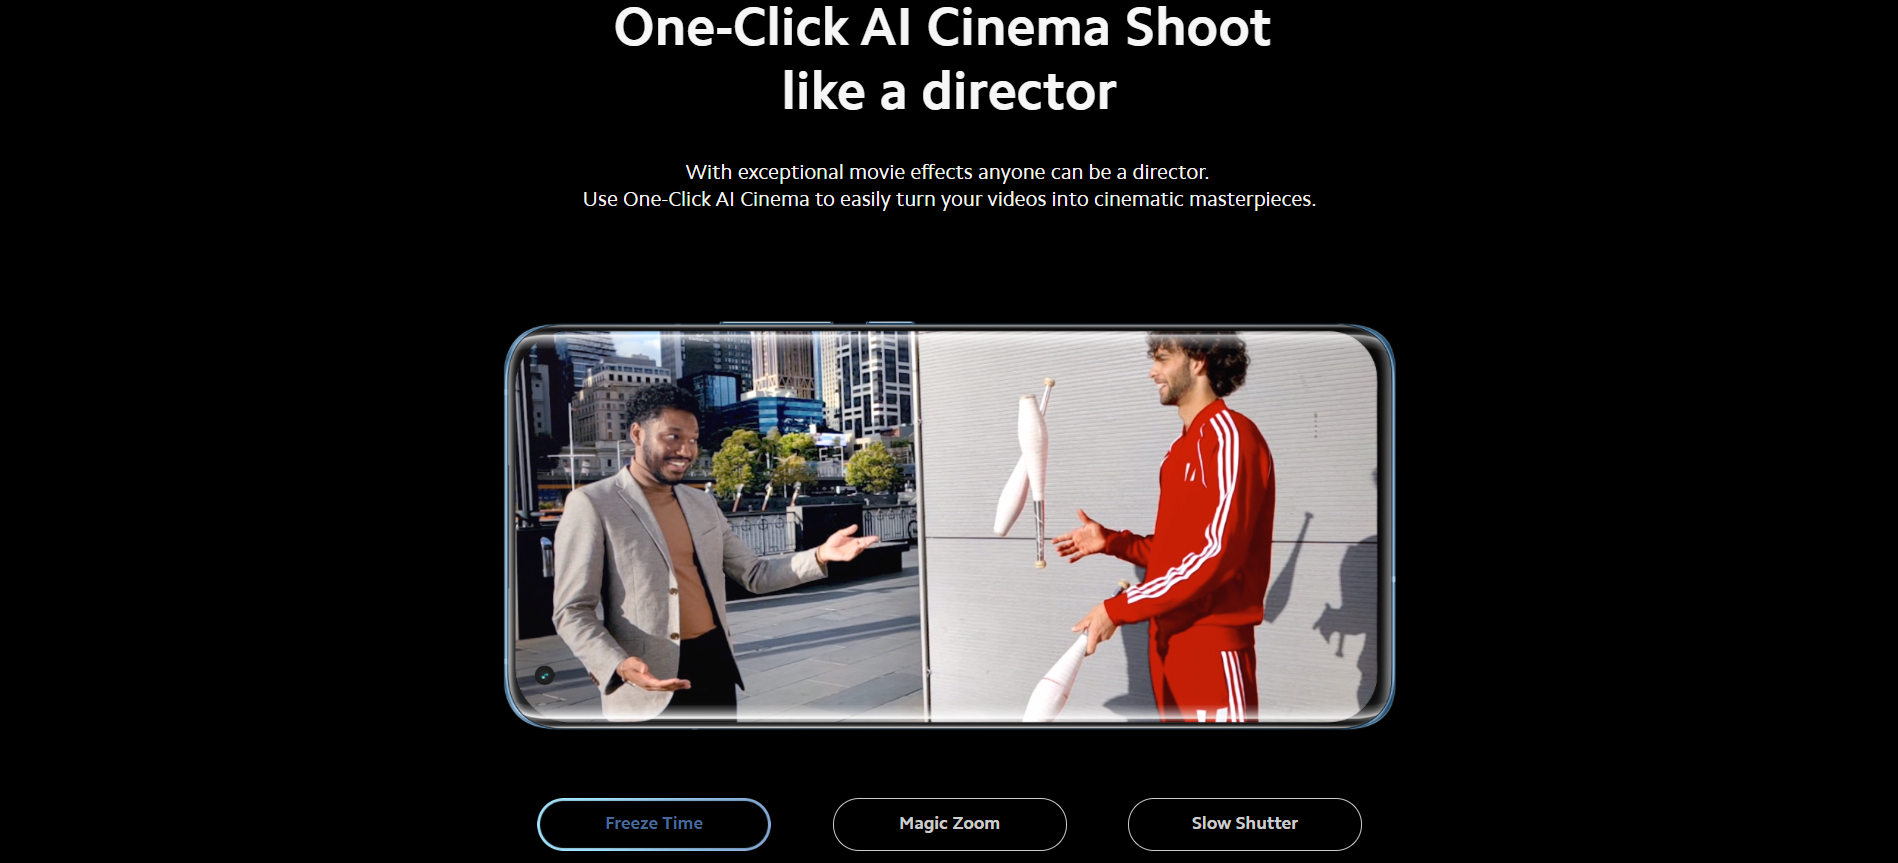 One-Click AI Cinema Shoot
like a director
With exceptional movie effects anyone can be a director.
Use One-Click AI Cinema to easily turn your videos into cinematic masterpieces.
Freeze Time
Magic Zoom
Slow Shutter